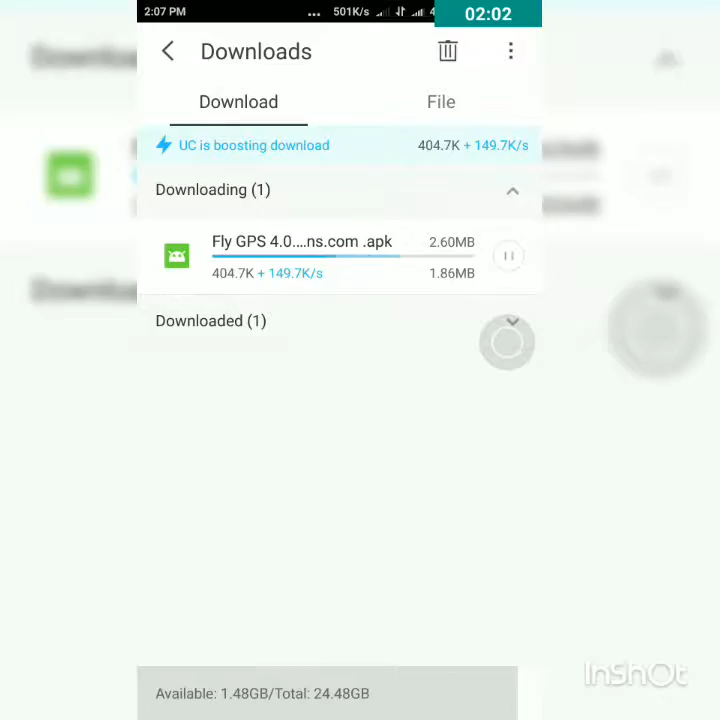 2:07 PM ... 501K/s 4 02:02
Downloads
Download File
UC is boosting download 404.7K + 149.7K/s
Downloading (1)
Fly GPS 4.0....ns.com .apk 2.60MB
404.7K + 149.7K/s 1.86MB
Downloaded (1)
InShOt
Available: 1.48GB/Total: 24.48GB